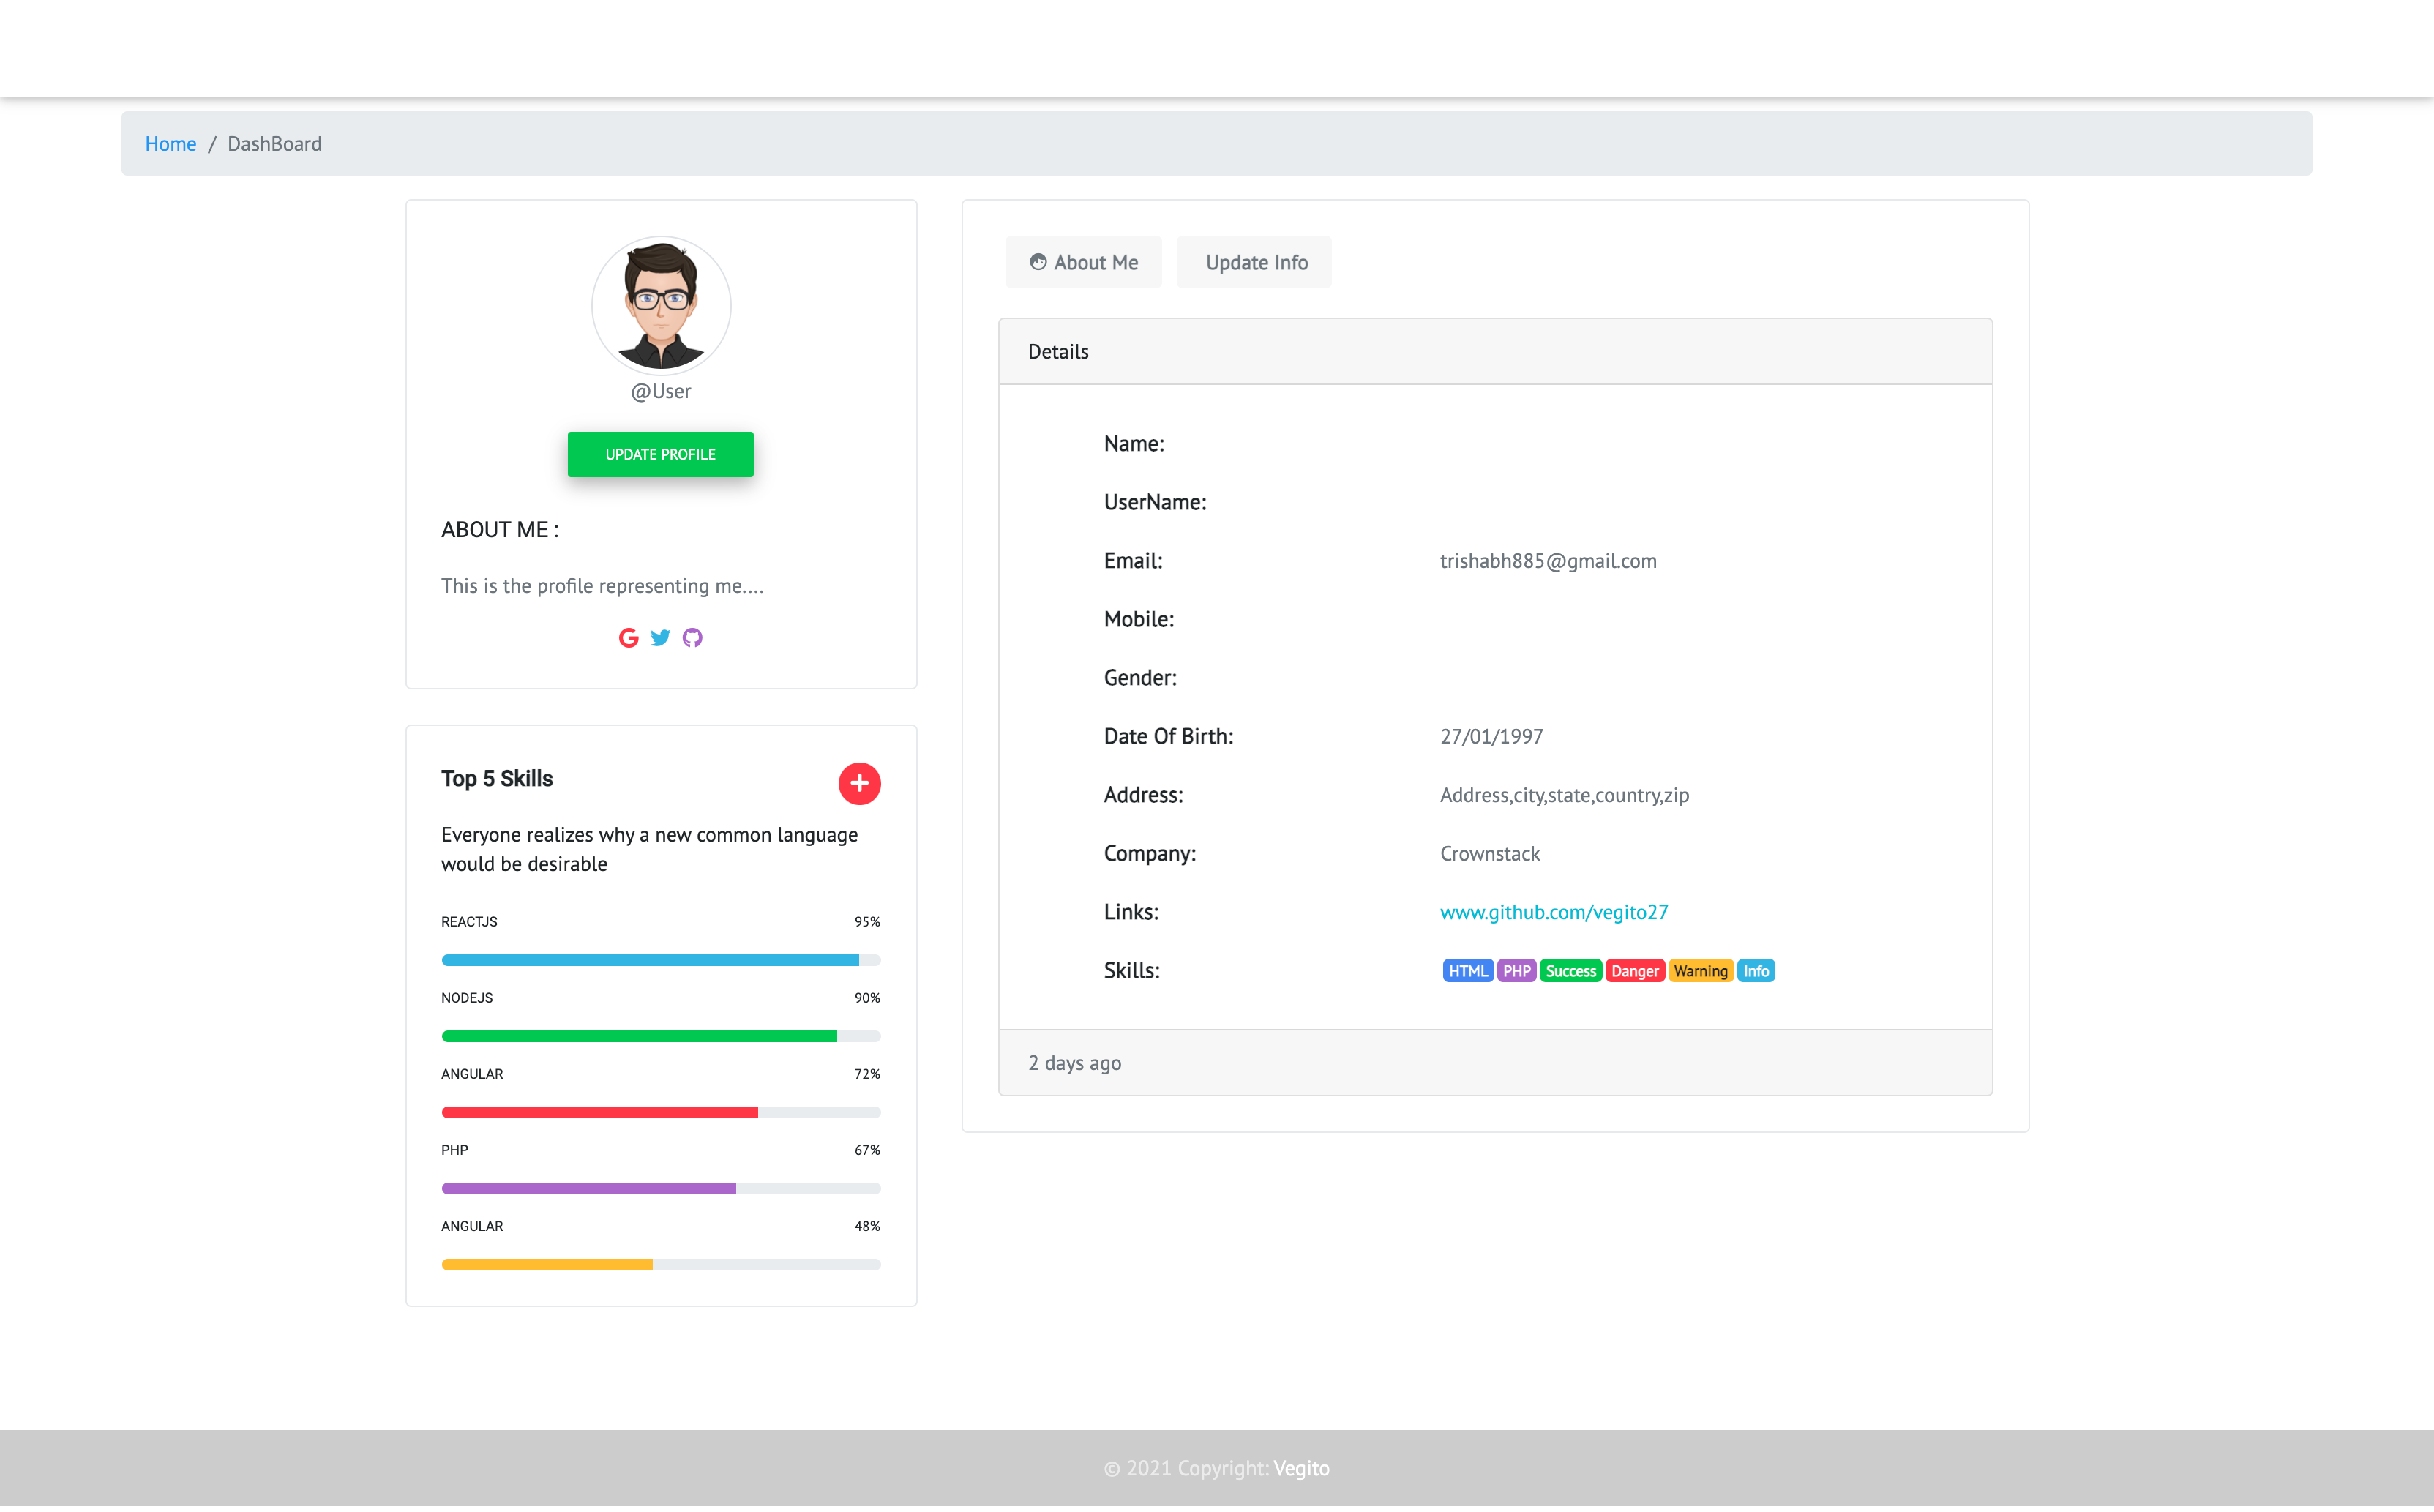 Home / DashBoard
@User
UPDATE PROFILE
ABOUT ME :
This is the profile representing me....
Top 5 Skills
Everyone realizes why a new common language
would be desirable
REACTJS 95%
NODEJS 90%
ANGULAR 72%
PHP 67%
ANGULAR 48%
About Me Update Info
Details
Name:
UserName:
Email: trishabh885@gmail.com
Mobile:
Gender:
Date Of Birth: 27/01/1997
Address: Address,city,state,country,zip
Company: Crownstack
Links: www.github.com/vegito27
Skills: HTML PHP Success Danger Warning Info
2 days ago
© 2021 Copyright: Vegito